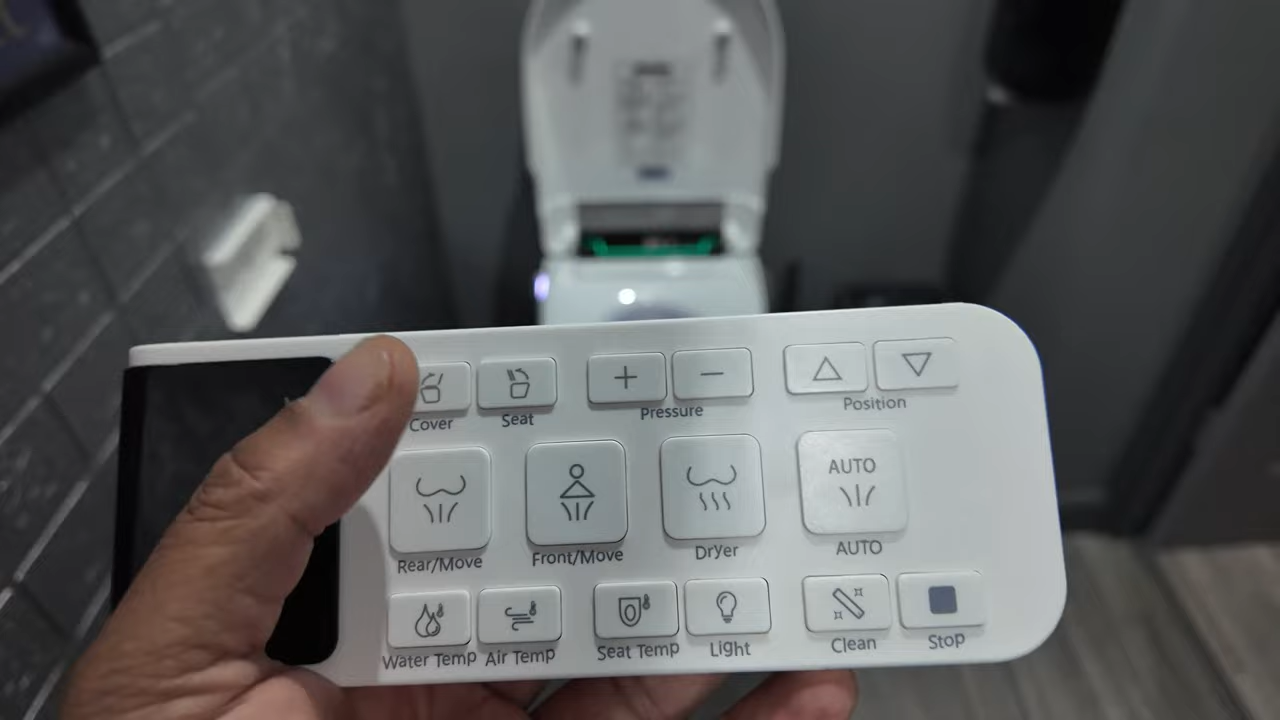 Cover Seat Pressure Position
AUTO
Rear/Move Front/Move Dryer AUTO
Water Temp Air Temp Seat Temp Light Clean Stop